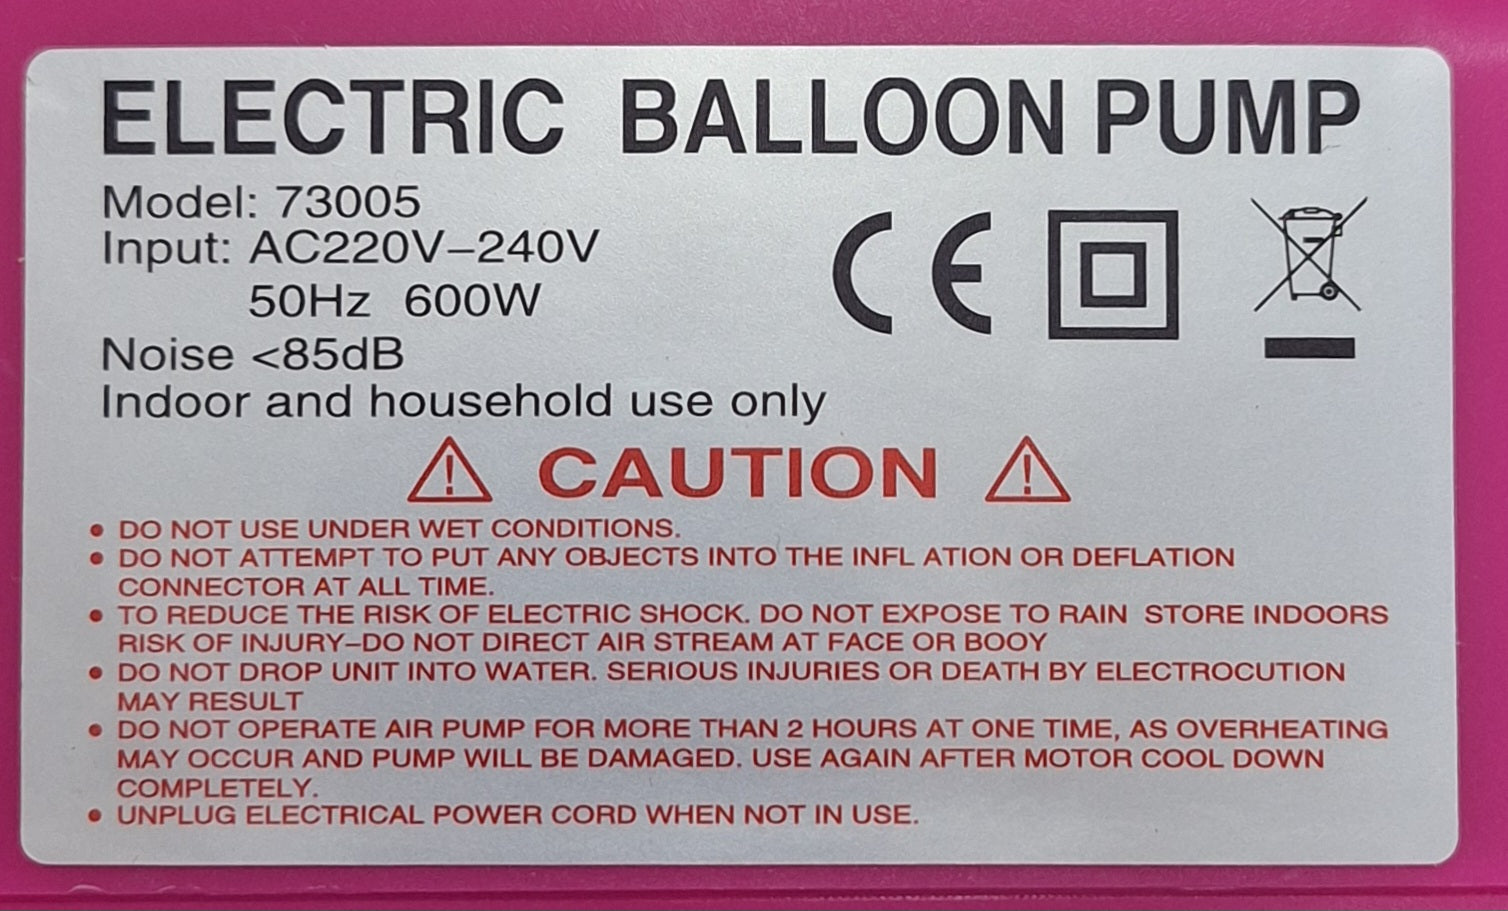 ELECTRIC BALLOON PUMP
Model: 73005
Input: AC220V–240V
50Hz 600W
Noise <85dB
Indoor and household use only
CE
CAUTION
• DO NOT USE UNDER WET CONDITIONS.
• DO NOT ATTEMPT TO PUT ANY OBJECTS INTO THE INFL ATION OR DEFLATION
CONNECTOR AT ALL TIME.
• TO REDUCE THE RISK OF ELECTRIC SHOCK. DO NOT EXPOSE TO RAIN STORE INDOORS
RISK OF INJURY–DO NOT DIRECT AIR STREAM AT FACE OR BOOY
• DO NOT DROP UNIT INTO WATER. SERIOUS INJURIES OR DEATH BY ELECTROCUTION
MAY RESULT
• DO NOT OPERATE AIR PUMP FOR MORE THAN 2 HOURS AT ONE TIME, AS OVERHEATING
MAY OCCUR AND PUMP WILL BE DAMAGED. USE AGAIN AFTER MOTOR COOL DOWN
COMPLETELY.
• UNPLUG ELECTRICAL POWER CORD WHEN NOT IN USE.